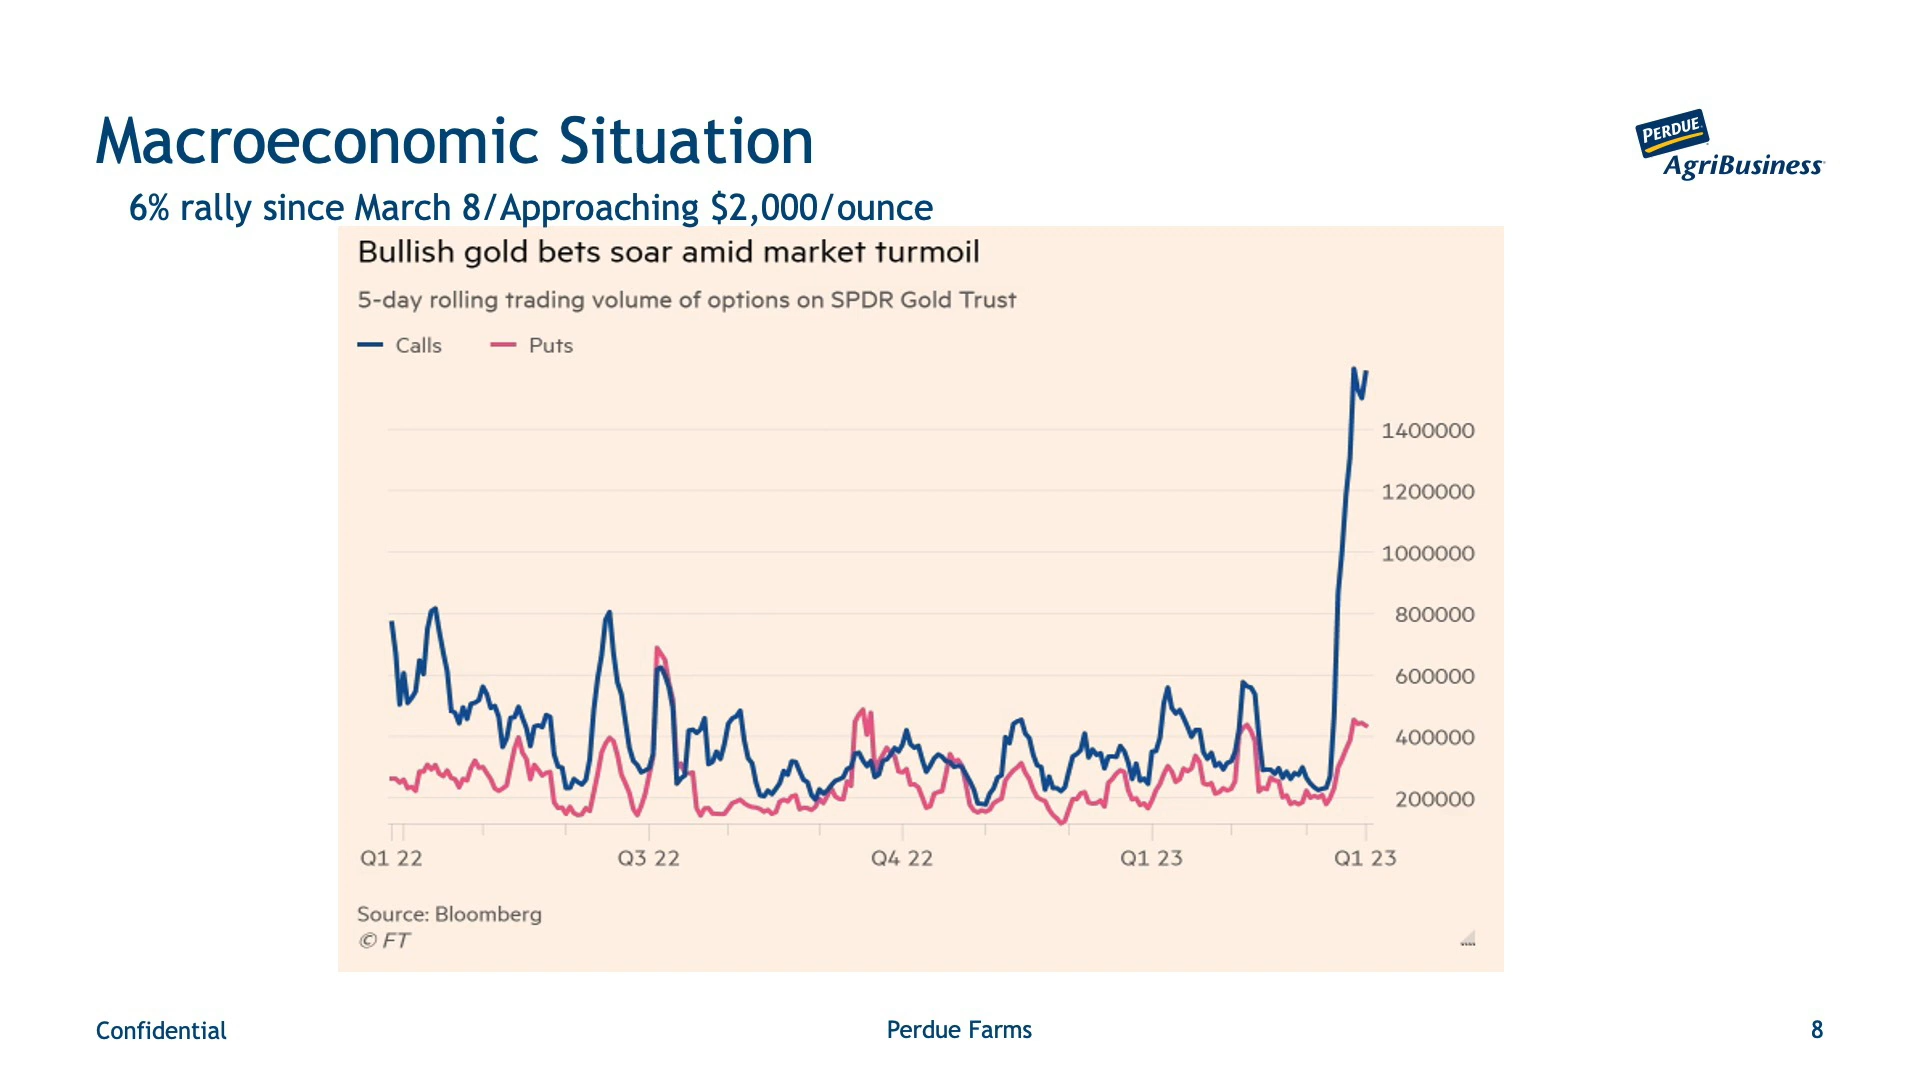 Macroeconomic Situation
PERDUE
AgriBusiness
6% rally since March 8/Approaching $2,000/ounce
Bullish gold bets soar amid market turmoil
5-day rolling trading volume of options on SPDR Gold Trust
Calls Puts
1400000
1200000
1000000
800000
600000
400000
200000
Q1 22 Q3 22 Q4 22 Q1 23 Q1 23
Source: Bloomberg
© FT
Confidential Perdue Farms 8